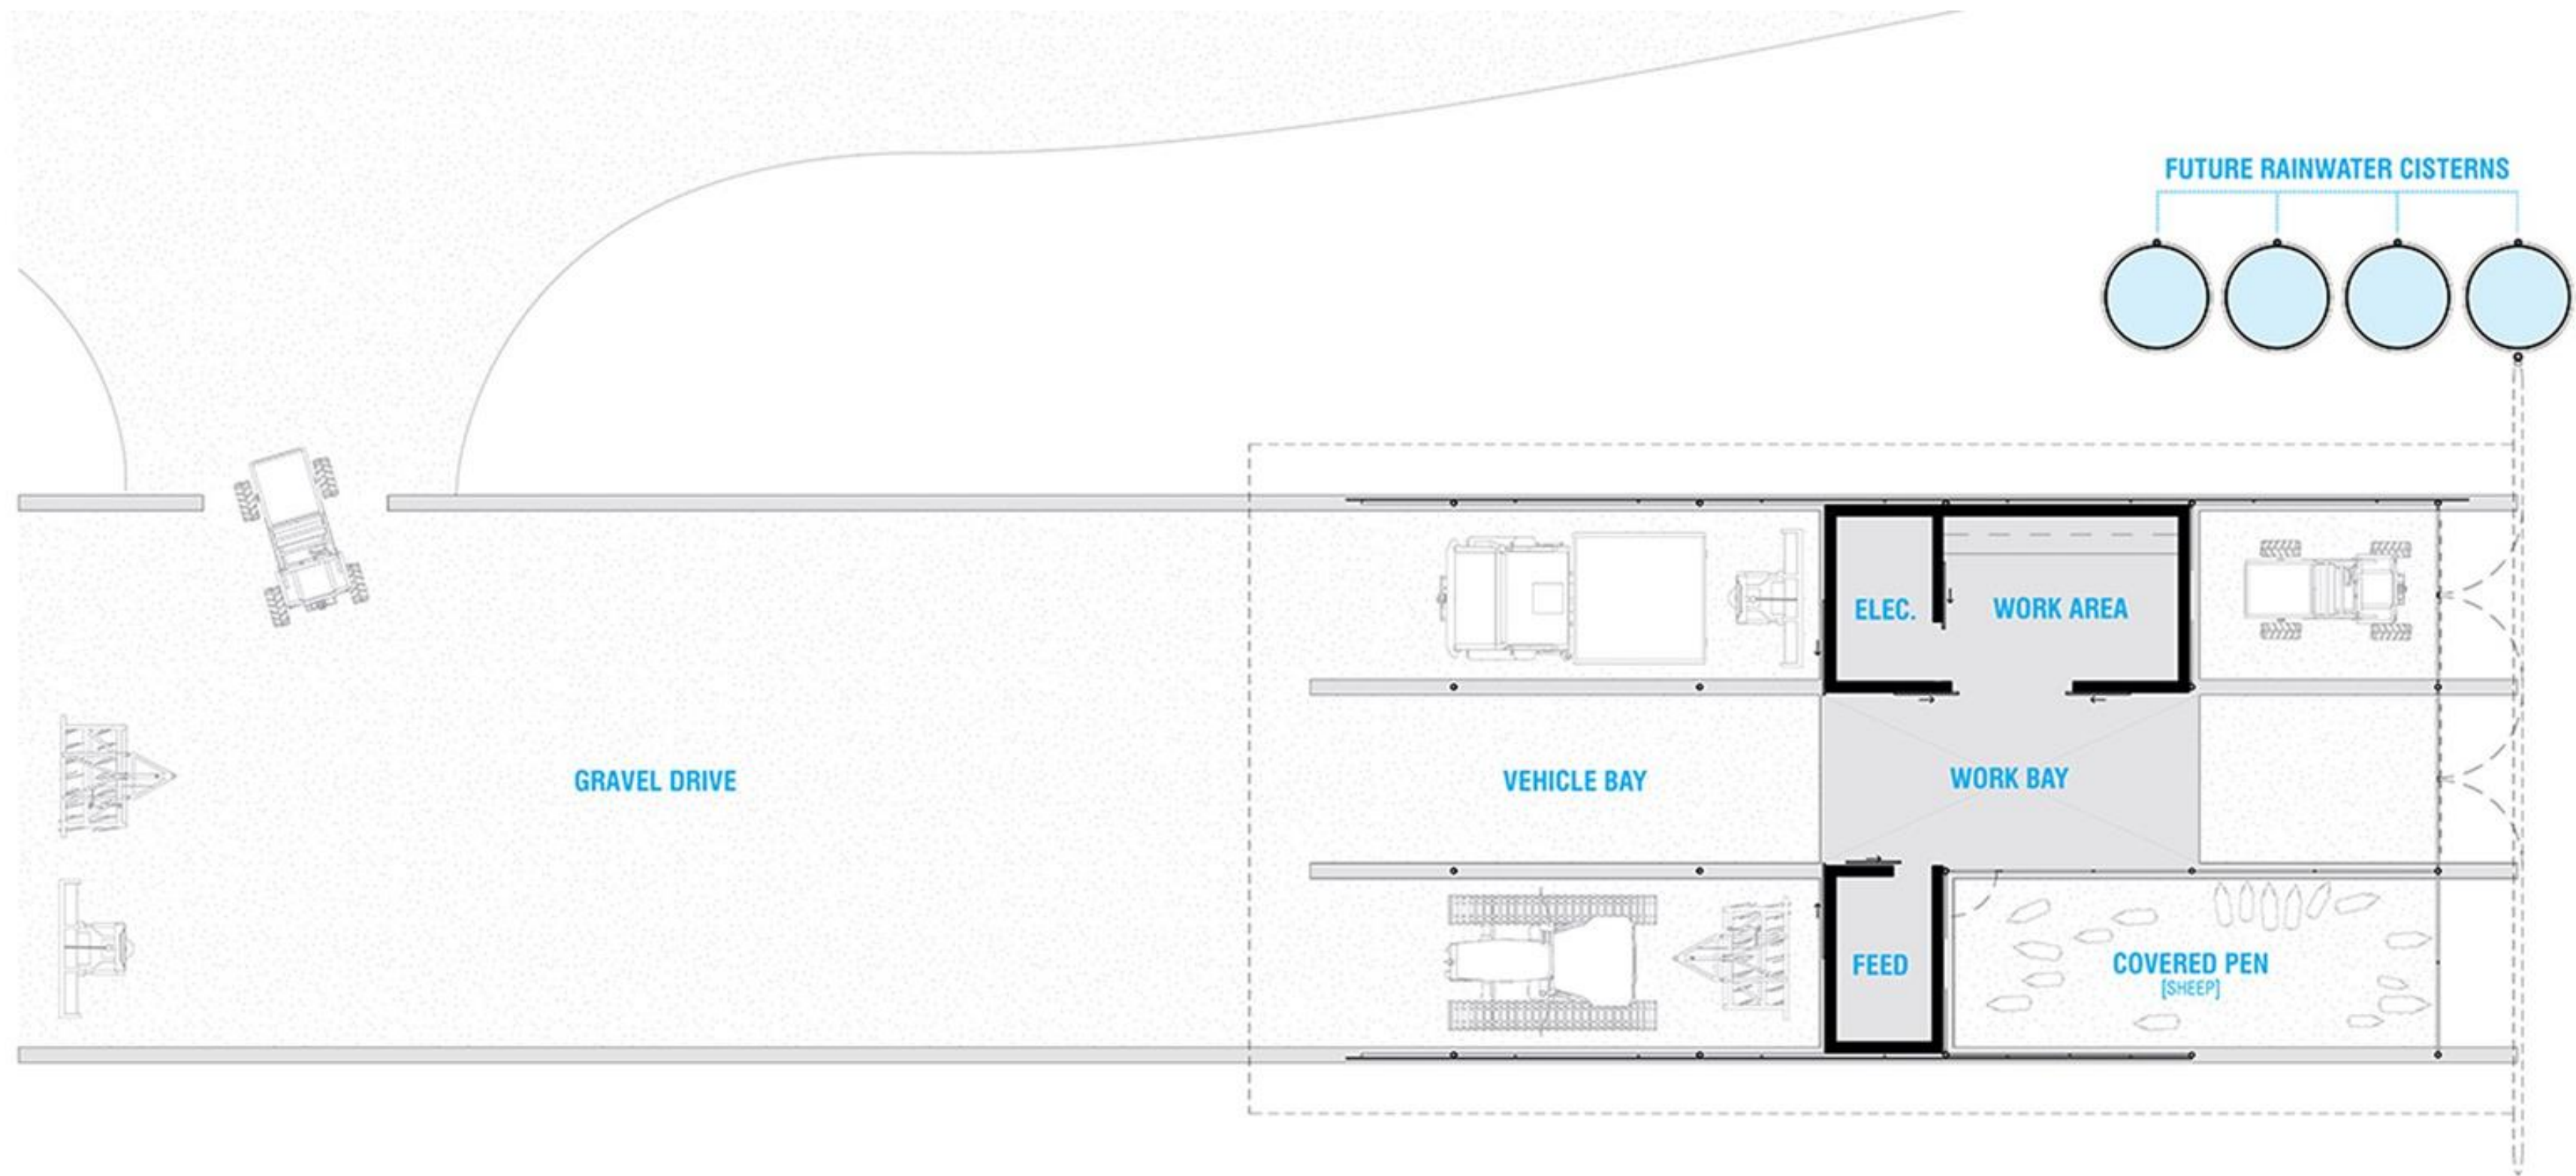 FUTURE RAINWATER CISTERNS
ELEC.
WORK AREA
GRAVEL DRIVE
VEHICLE BAY
WORK BAY
FEED
COVERED PEN
[SHEEP]